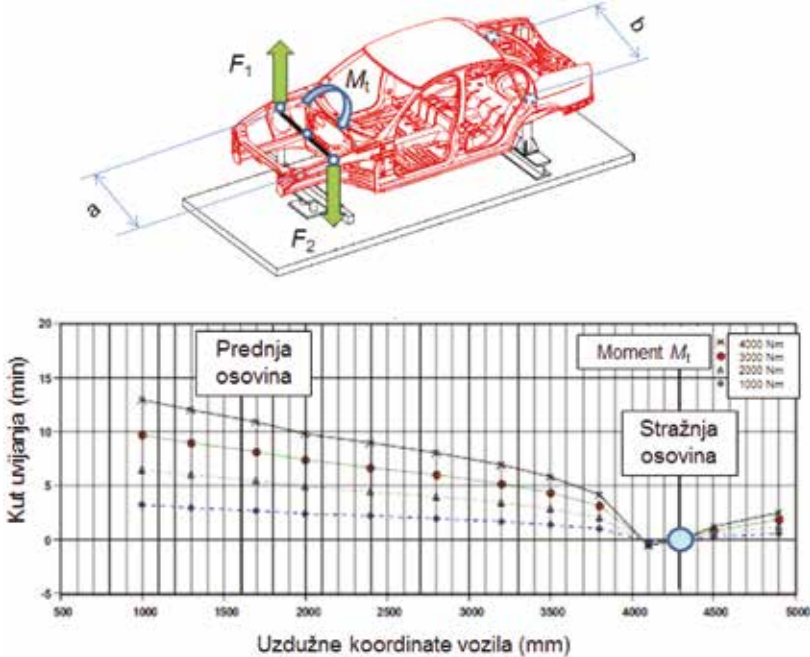 b
F₁
Mₜ
a
F₂
Kut uvijanja (min)
20
15
10
5
0
-5
Prednja
osovina
Moment Mₜ
4000 Nm
3000 Nm
2000 Nm
1000 Nm
Stražnja
osovina
500
1000
1500
2000
2500
3000
3500
4000
4500
5000
Uzdužne koordinate vozila (mm)